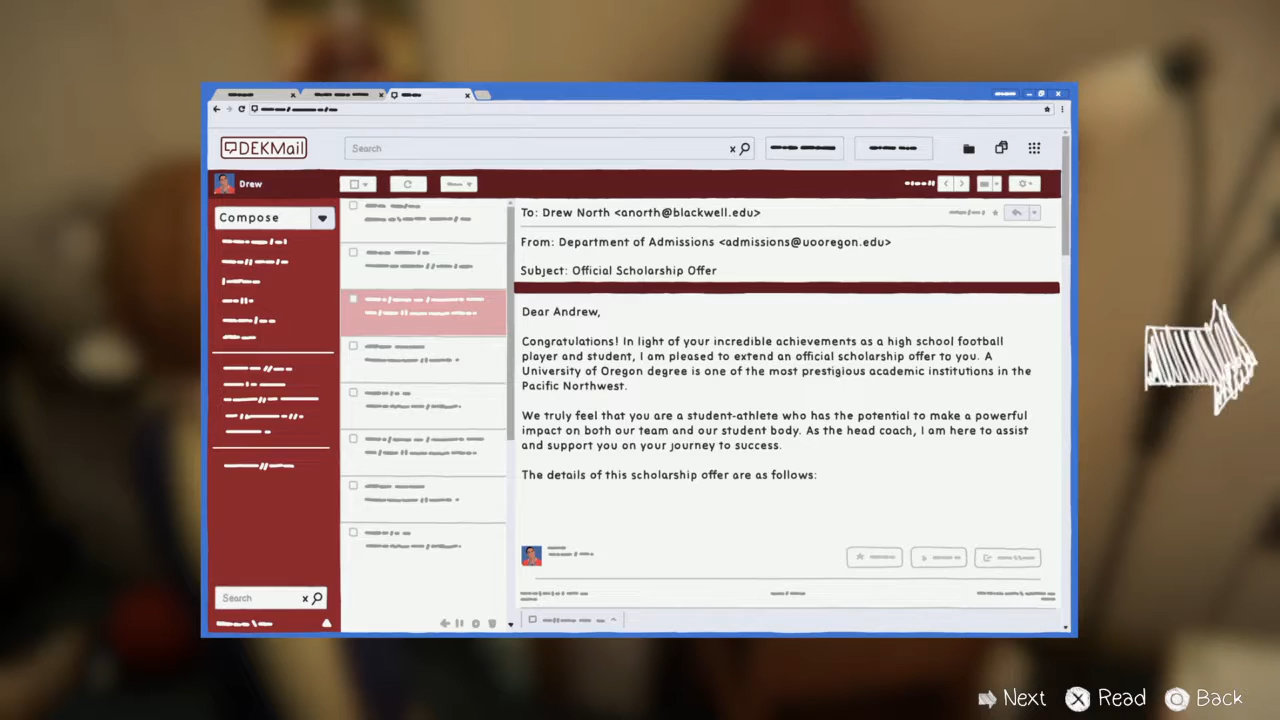 DEKMail
Search
Drew
Compose
To: Drew North <anorth@blackwell.edu>
From: Department of Admissions <admissions@uooregon.edu>
Subject: Official Scholarship Offer
Dear Andrew,
Congratulations! In light of your incredible achievements as a high school football
player and student, I am pleased to extend an official scholarship offer to you. A
University of Oregon degree is one of the most prestigious academic institutions in the
Pacific Northwest.
We truly feel that you are a student-athlete who has the potential to make a powerful
impact on both our team and our student body. As the head coach, I am here to assist
and support you on your journey to success.
The details of this scholarship offer are as follows:
Search
Next X Read Back